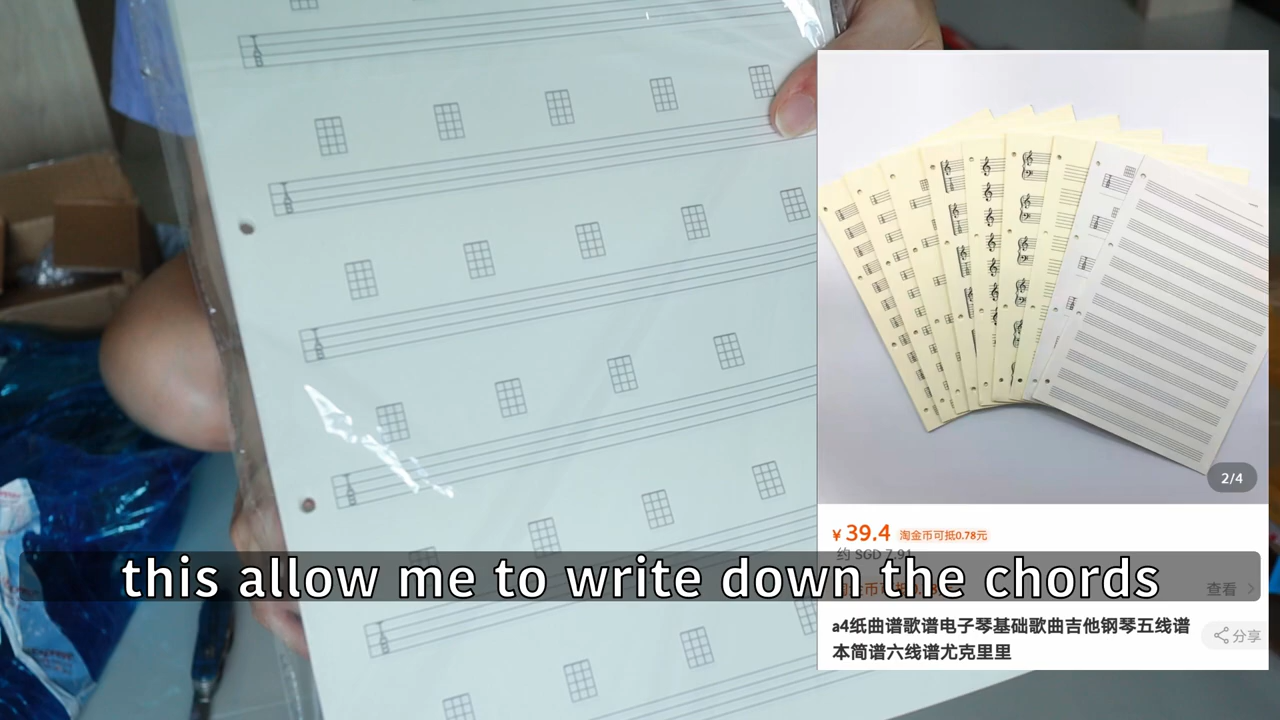 2/4
¥39.4 淘金币可抵0.78元
约 SGD 7.91
this allow me to write down the chords
查看 >
a4纸曲谱歌谱电子琴基础歌曲吉他钢琴五线谱
分享
本简谱六线谱尤克里里